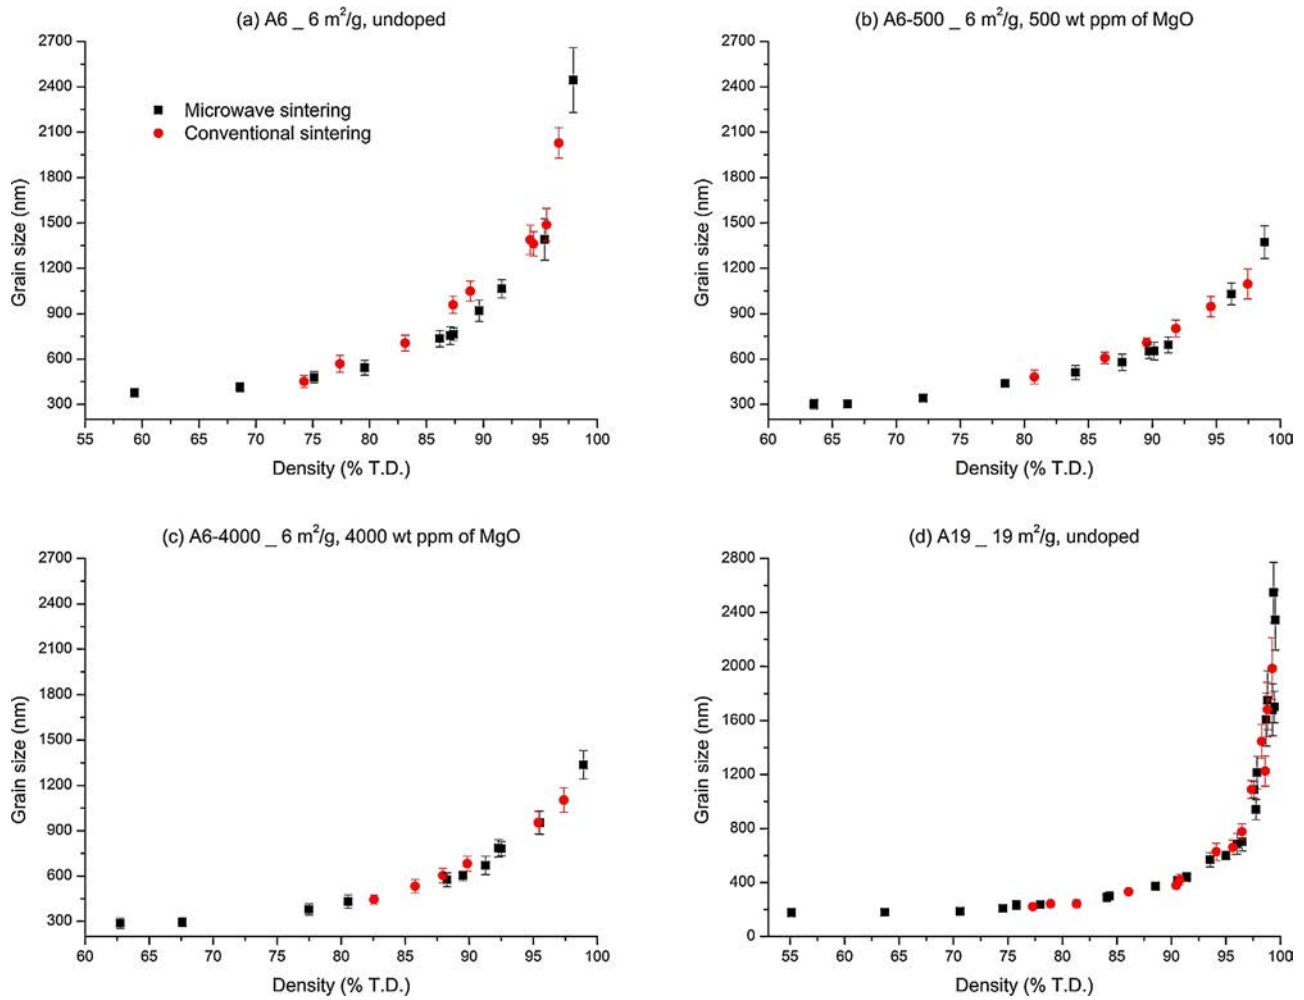 (a) A6 _ 6 m²/g, undoped
2700
2400
2100
1800
1500
1200
900
600
300
Grain size (nm)
Microwave sintering
Conventional sintering
55 60 65 70 75 80 85 90 95 100
Density (% T.D.)
(b) A6-500 _ 6 m²/g, 500 wt ppm of MgO
2700
2400
2100
1800
1500
1200
900
600
300
Grain size (nm)
60 65 70 75 80 85 90 95 100
Density (% T.D.)
(c) A6-4000 _ 6 m²/g, 4000 wt ppm of MgO
2700
2400
2100
1800
1500
1200
900
600
300
Grain size (nm)
60 65 70 75 80 85 90 95 100
Density (% T.D.)
(d) A19 _ 19 m²/g, undoped
2800
2400
2000
1600
1200
800
400
0
Grain size (nm)
55 60 65 70 75 80 85 90 95 100
Density (% T.D.)